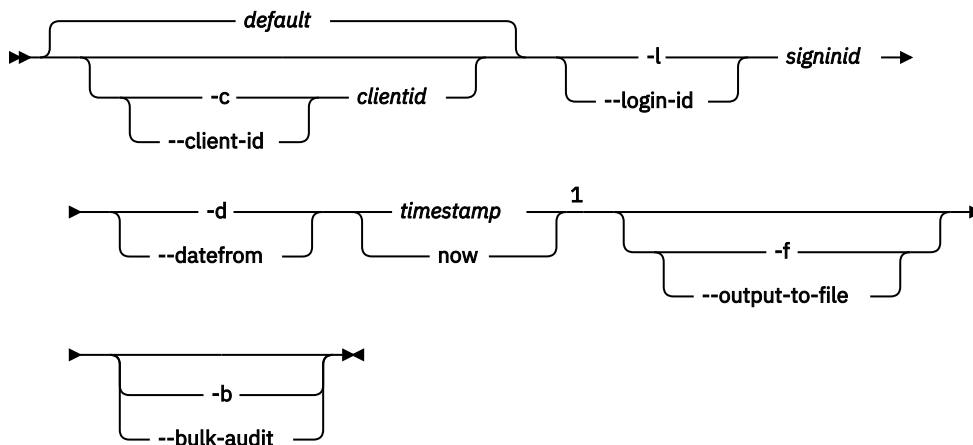 default
-l signinid
-c clientid
--login-id
--client-id
1
-d timestamp
--datefrom now -f
--output-to-file
-b
--bulk-audit